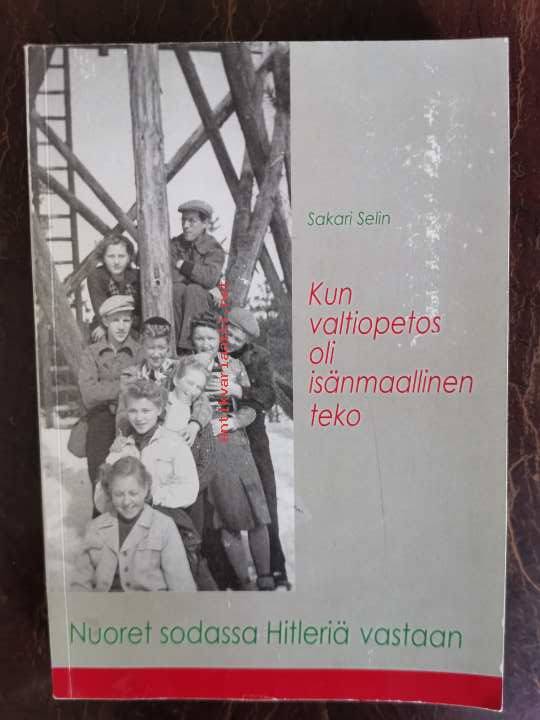 Sakari Selin
Kun
valtiopetos
oli
isänmaallinen
teko
Nuoret sodassa Hitleriä vastaan